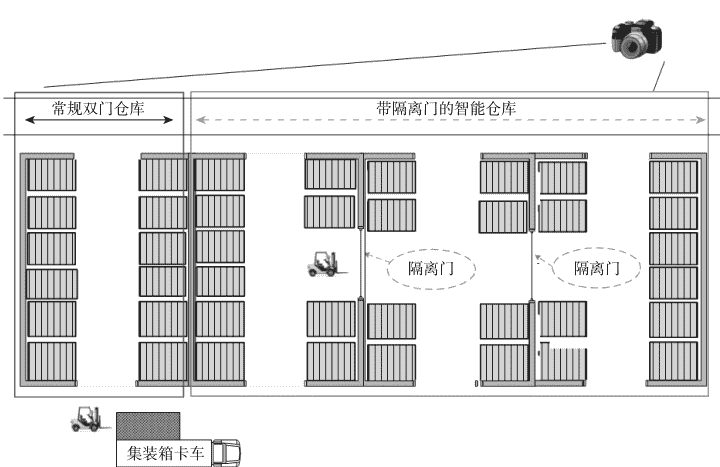 常规双门仓库
带隔离门的智能仓库
隔离门
隔离门
集装箱卡车